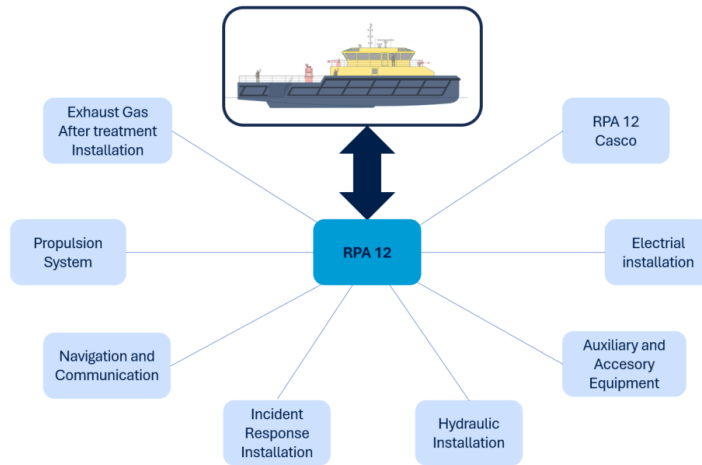 Exhaust Gas
After treatment
Installation
RPA 12
Casco
Propulsion
System
RPA 12
Electrial
installation
Navigation and
Communication
Auxiliary and
Accesory
Equipment
Incident
Response
Installation
Hydraulic
Installation